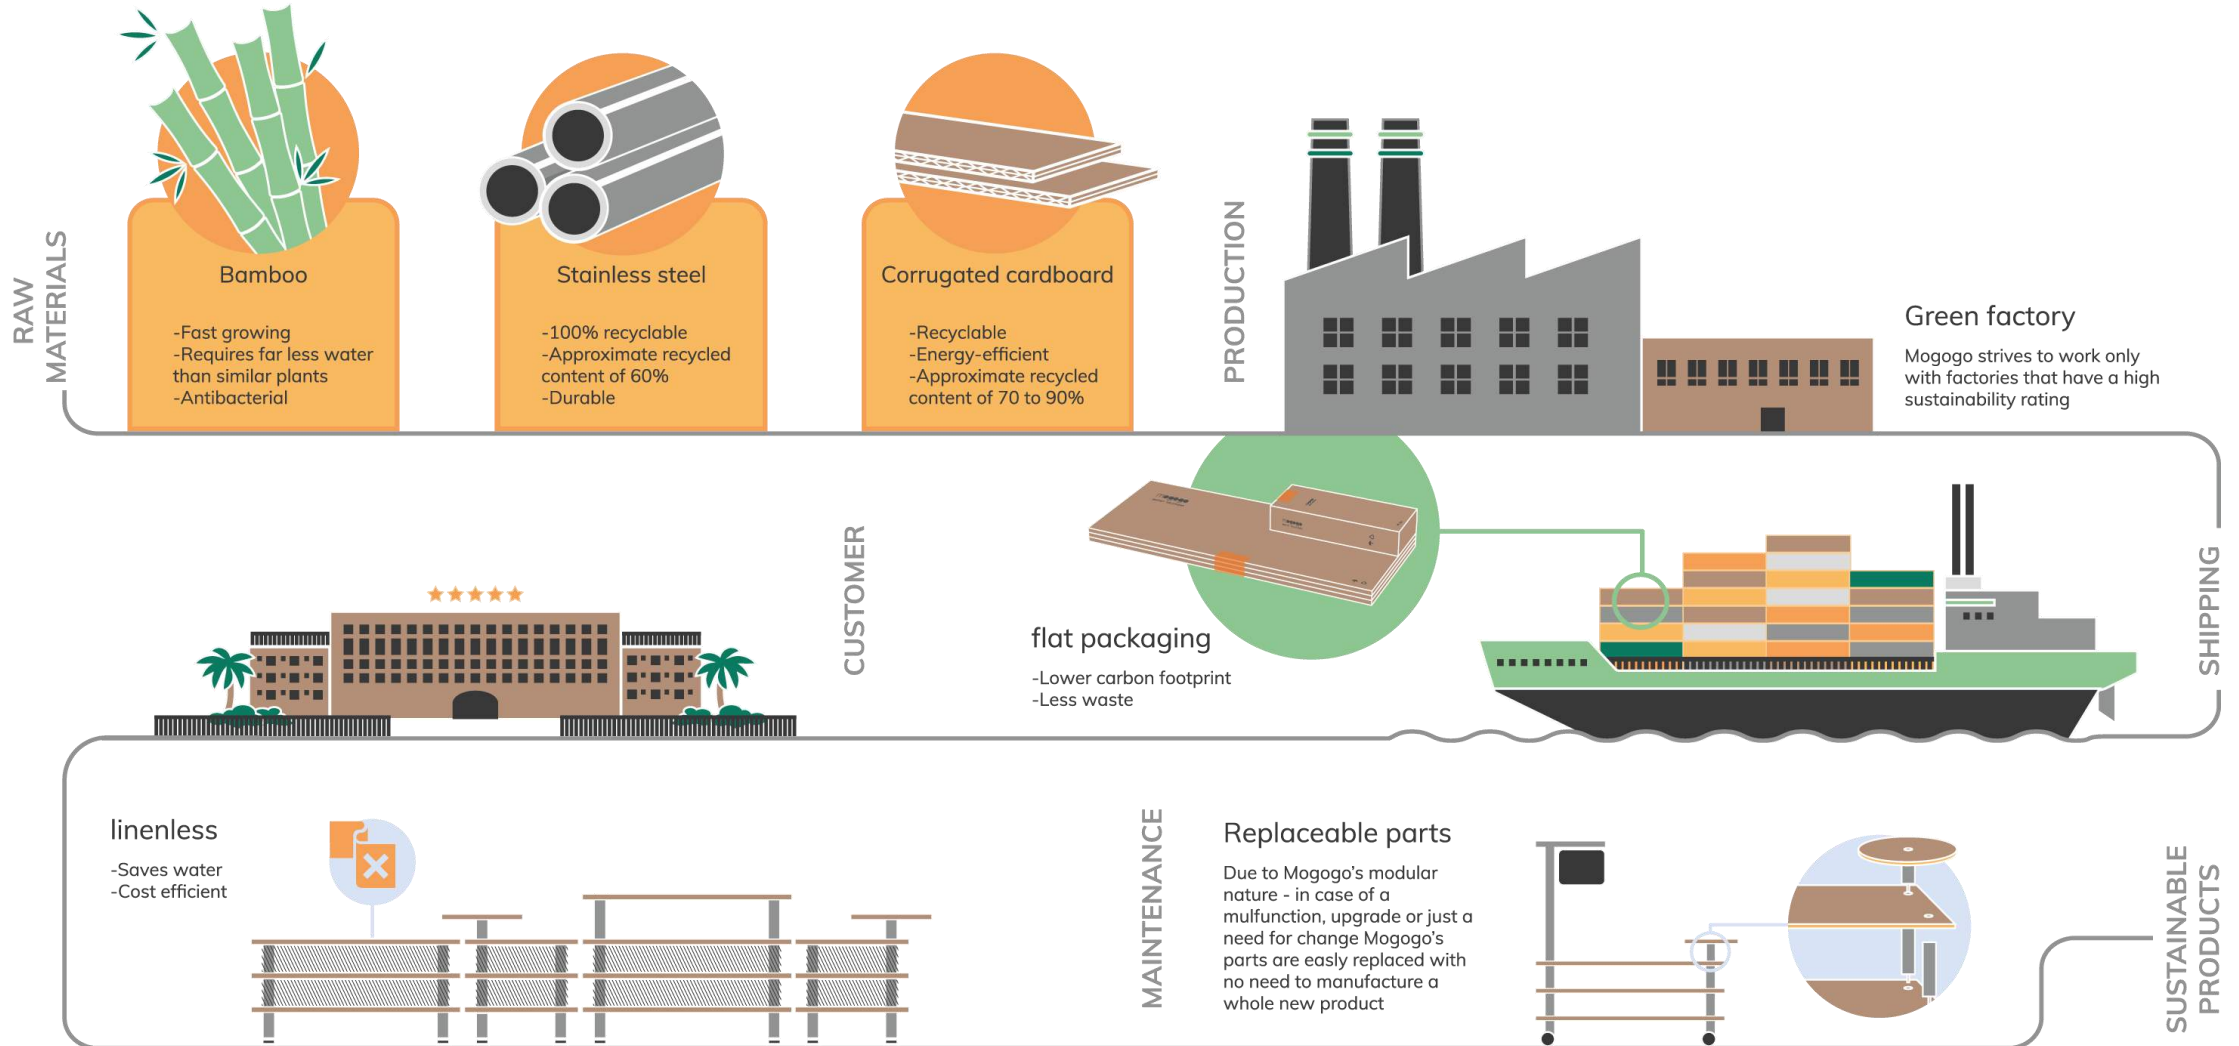 RAW
MATERIALS
Bamboo
-Fast growing
-Requires far less water
than similar plants
-Antibacterial
Stainless steel
-100% recyclable
-Approximate recycled
content of 60%
-Durable
Corrugated cardboard
-Recyclable
-Energy-efficient
-Approximate recycled
content of 70 to 90%
PRODUCTION
Green factory
Mogogo strives to work only
with factories that have a high
sustainability rating
SHIPPING
flat packaging
-Lower carbon footprint
-Less waste
CUSTOMER
linenless
-Saves water
-Cost efficient
MAINTENANCE
Replaceable parts
Due to Mogogo’s modular
nature - in case of a
mulfunction, upgrade or just a
need for change Mogogo’s
parts are easily replaced with
no need to manufacture a
whole new product
SUSTAINABLE
PRODUCTS